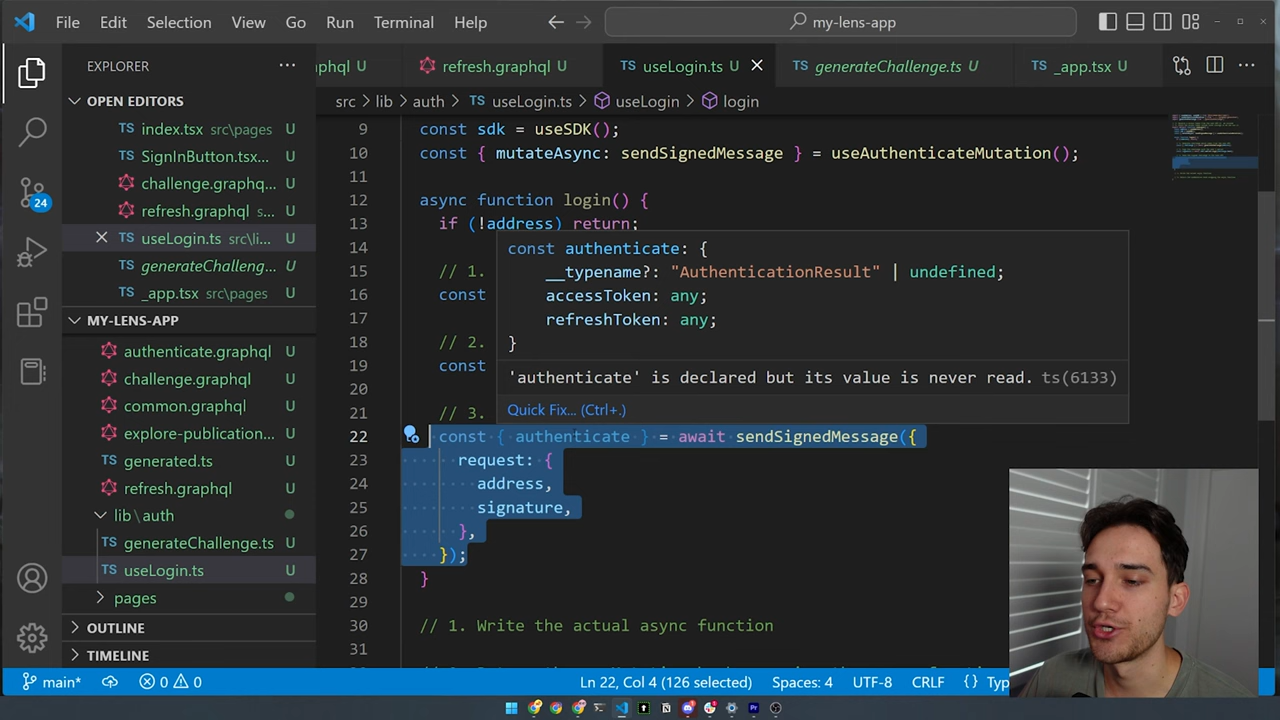 File Edit Selection View Go Run Terminal Help
my-lens-app
EXPLORER
phql U
refresh.graphql U
TS useLogin.ts U
TS generateChallenge.ts U
TS _app.tsx U
src > lib > auth > TS useLogin.ts > useLogin > login
OPEN EDITORS
TS index.tsx src\pages U
TS SignInButton.tsx... U
challenge.graphq... U
refresh.graphql s... U
TS useLogin.ts src\li... U
TS generateChalleng... U
TS _app.tsx src\pages U
24
MY-LENS-APP
authenticate.graphql U
challenge.graphql U
common.graphql U
explore-publication... U
TS generated.ts U
refresh.graphql U
lib\auth
TS generateChallenge.ts U
TS useLogin.ts U
pages
OUTLINE
TIMELINE
9 const sdk = useSDK();
10 const { mutateAsync: sendSignedMessage } = useAuthenticateMutation();
11
12 async function login() {
13 if (!address) return;
14
15 // 1.
16 const
17
18 // 2.
19 const
20
21 // 3.
22 const { authenticate } = await sendSignedMessage({
23 request: {
24 address,
25 signature,
26 },
27 });
28 }
29
30 // 1. Write the actual async function
31
const authenticate: {
__typename?: "AuthenticationResult" | undefined;
accessToken: any;
refreshToken: any;
}
'authenticate' is declared but its value is never read. ts(6133)
Quick Fix... (Ctrl+.)
main* 0 0
Ln 22, Col 4 (126 selected) Spaces: 4 UTF-8 CRLF {} Typ